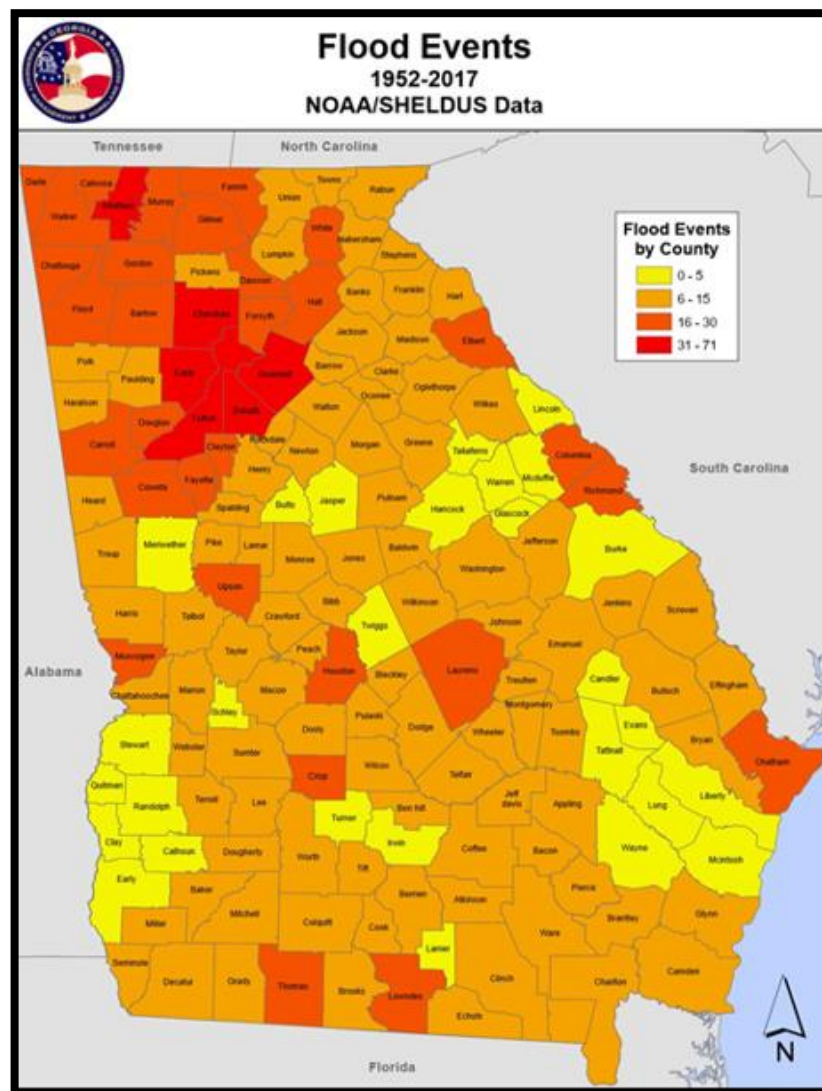 GEORGIA
Flood Events
1952-2017
NOAA/SHELDUS Data
Tennessee
North Carolina
Flood Events
by County
0 - 5
6 - 15
16 - 30
31 - 71
South Carolina
Alabama
Florida
N
Dade
Catoosa
Murray
Fannin
Union
Towns
Rabun
Walker
Gilmer
White
Habersham
Lumpkin
Stephens
Chattooga
Gordon
Pickens
Dawson
Hall
Banks
Franklin
Hart
Floyd
Bartow
Cherokee
Forsyth
Jackson
Madison
Elbert
Polk
Paulding
Cobb
Gwinnett
Barrow
Clarke
Oconee
Oglethorpe
Wilkes
Lincoln
Haralson
Douglas
Fulton
Dekalb
Walton
Carroll
Clayton
Rockdale
Newton
Morgan
Greene
Taliaferro
Columbia
Coweta
Fayette
Henry
Warren
Mcduffie
Richmond
Heard
Spalding
Butts
Jasper
Putnam
Hancock
Glascock
Troup
Meriwether
Pike
Lamar
Monroe
Jones
Baldwin
Washington
Jefferson
Burke
Upson
Harris
Talbot
Crawford
Bibb
Twiggs
Wilkinson
Johnson
Jenkins
Screven
Muscogee
Taylor
Peach
Houston
Bleckley
Laurens
Treutlen
Emanuel
Candler
Bulloch
Effingham
Chattahoochee
Marion
Schley
Macon
Dooly
Pulaski
Dodge
Wheeler
Montgomery
Toombs
Evans
Bryan
Chatham
Stewart
Webster
Sumter
Crisp
Wilcox
Telfair
Tattnall
Quitman
Randolph
Terrell
Lee
Turner
Ben hill
Jeff
davis
Appling
Long
Liberty
Clay
Calhoun
Dougherty
Worth
Irwin
Coffee
Bacon
Wayne
Mcintosh
Early
Baker
Tift
Pierce
Miller
Mitchell
Colquitt
Cook
Berrien
Atkinson
Ware
Brantley
Glynn
Seminole
Decatur
Grady
Thomas
Brooks
Lowndes
Lanier
Clinch
Charlton
Camden
Echols